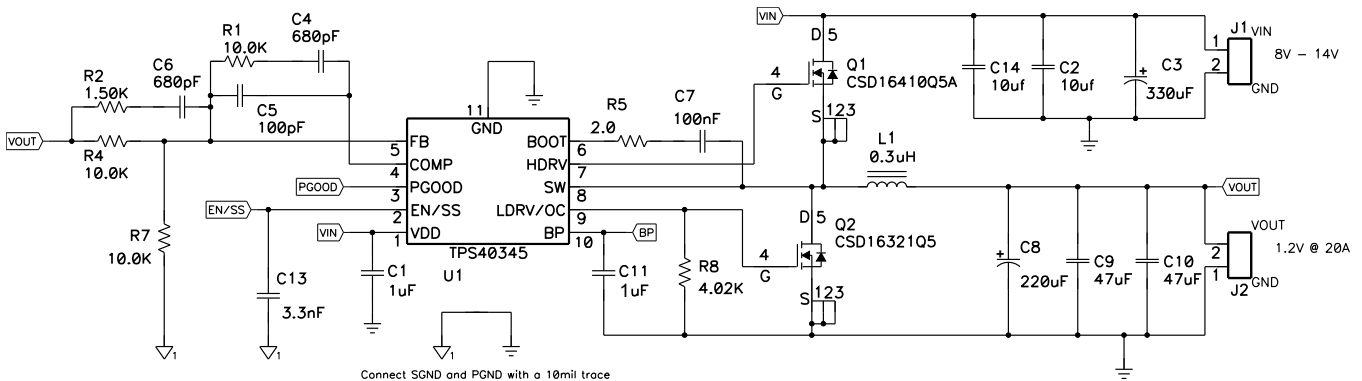 VIN
C4
680pF
R1
10.0K
C6
680pF
R2
1.50K
C5
100pF
VOUT
R4
10.0K
R7
10.0K
PGOOD
EN/SS
VIN
C13
3.3nF
C1
1uF
1
1
1
11
GND
FB
5
COMP
4
PGOOD
3
EN/SS
2
VDD
1
BOOT
6
HDRV
7
SW
8
LDRV/OC
9
BP
10
TPS40345
U1
Connect SGND and PGND with a 10mil trace
R5
2.0
C7
100nF
BP
C11
1uF
R8
4.02K
D 5
4
G
Q1
CSD16410Q5A
S 123
L1
0.3uH
D 5
Q2
CSD16321Q5
4
G
S 123
C14
10uf
C2
10uf
+
C3
330uF
J1
VIN
1
2
GND
8V - 14V
VOUT
+
C8
220uF
C9
47uF
C10
47uF
VOUT
2
1
GND
J2
1.2V @ 20A